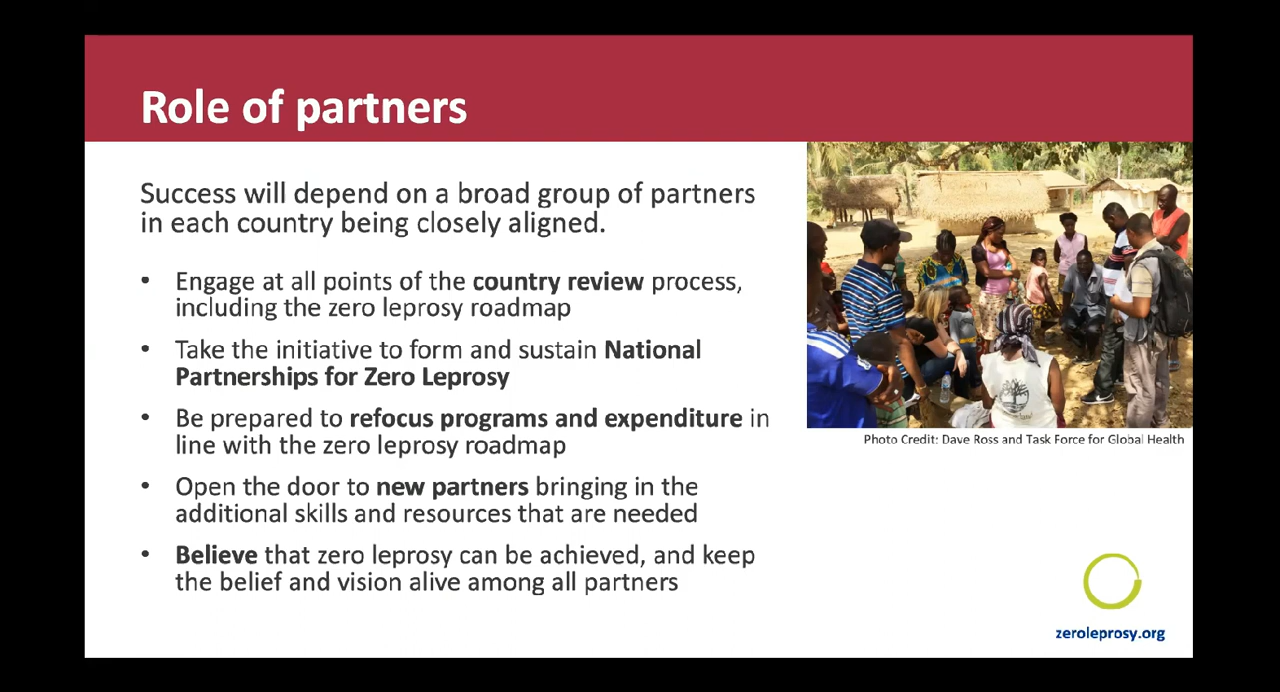 Role of partners
Success will depend on a broad group of partners
in each country being closely aligned.
• Engage at all points of the country review process,
including the zero leprosy roadmap
• Take the initiative to form and sustain National
Partnerships for Zero Leprosy
• Be prepared to refocus programs and expenditure in
line with the zero leprosy roadmap
• Open the door to new partners bringing in the
additional skills and resources that are needed
• Believe that zero leprosy can be achieved, and keep
the belief and vision alive among all partners
Photo Credit: Dave Ross and Task Force for Global Health
zeroleprosy.org